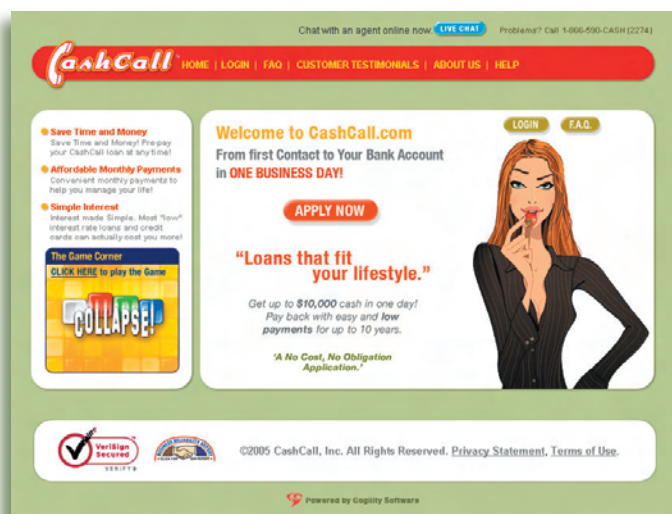 Chat with an agent online now. LIVE CHAT Problems? Call 1-866-590-CASH (2274)
CashCall HOME | LOGIN | FAQ | CUSTOMER TESTIMONIALS | ABOUT US | HELP
Save Time and Money
Save Time and Money! Pre-pay
your CashCall loan at anytime!
Affordable Monthly Payments
Convenient monthly payments to
help you manage your life!
Simple Interest
Interest made Simple. Most "low"
interest rate loans and credit
cards can actually cost you more!
The Game Corner
CLICK HERE to play the Game
COLLAPSE!
LOGIN F.A.Q.
Welcome to CashCall.com
From first Contact to Your Bank Account
in ONE BUSINESS DAY!
APPLY NOW
"Loans that fit
your lifestyle."
Get up to $10,000 cash in one day!
Pay back with easy and low
payments for up to 10 years.
'A No Cost, No Obligation
Application.'
VeriSign
Secured
VERIFY
©2005 CashCall, Inc. All Rights Reserved. Privacy Statement, Terms of Use.
Powered by Gogility Software